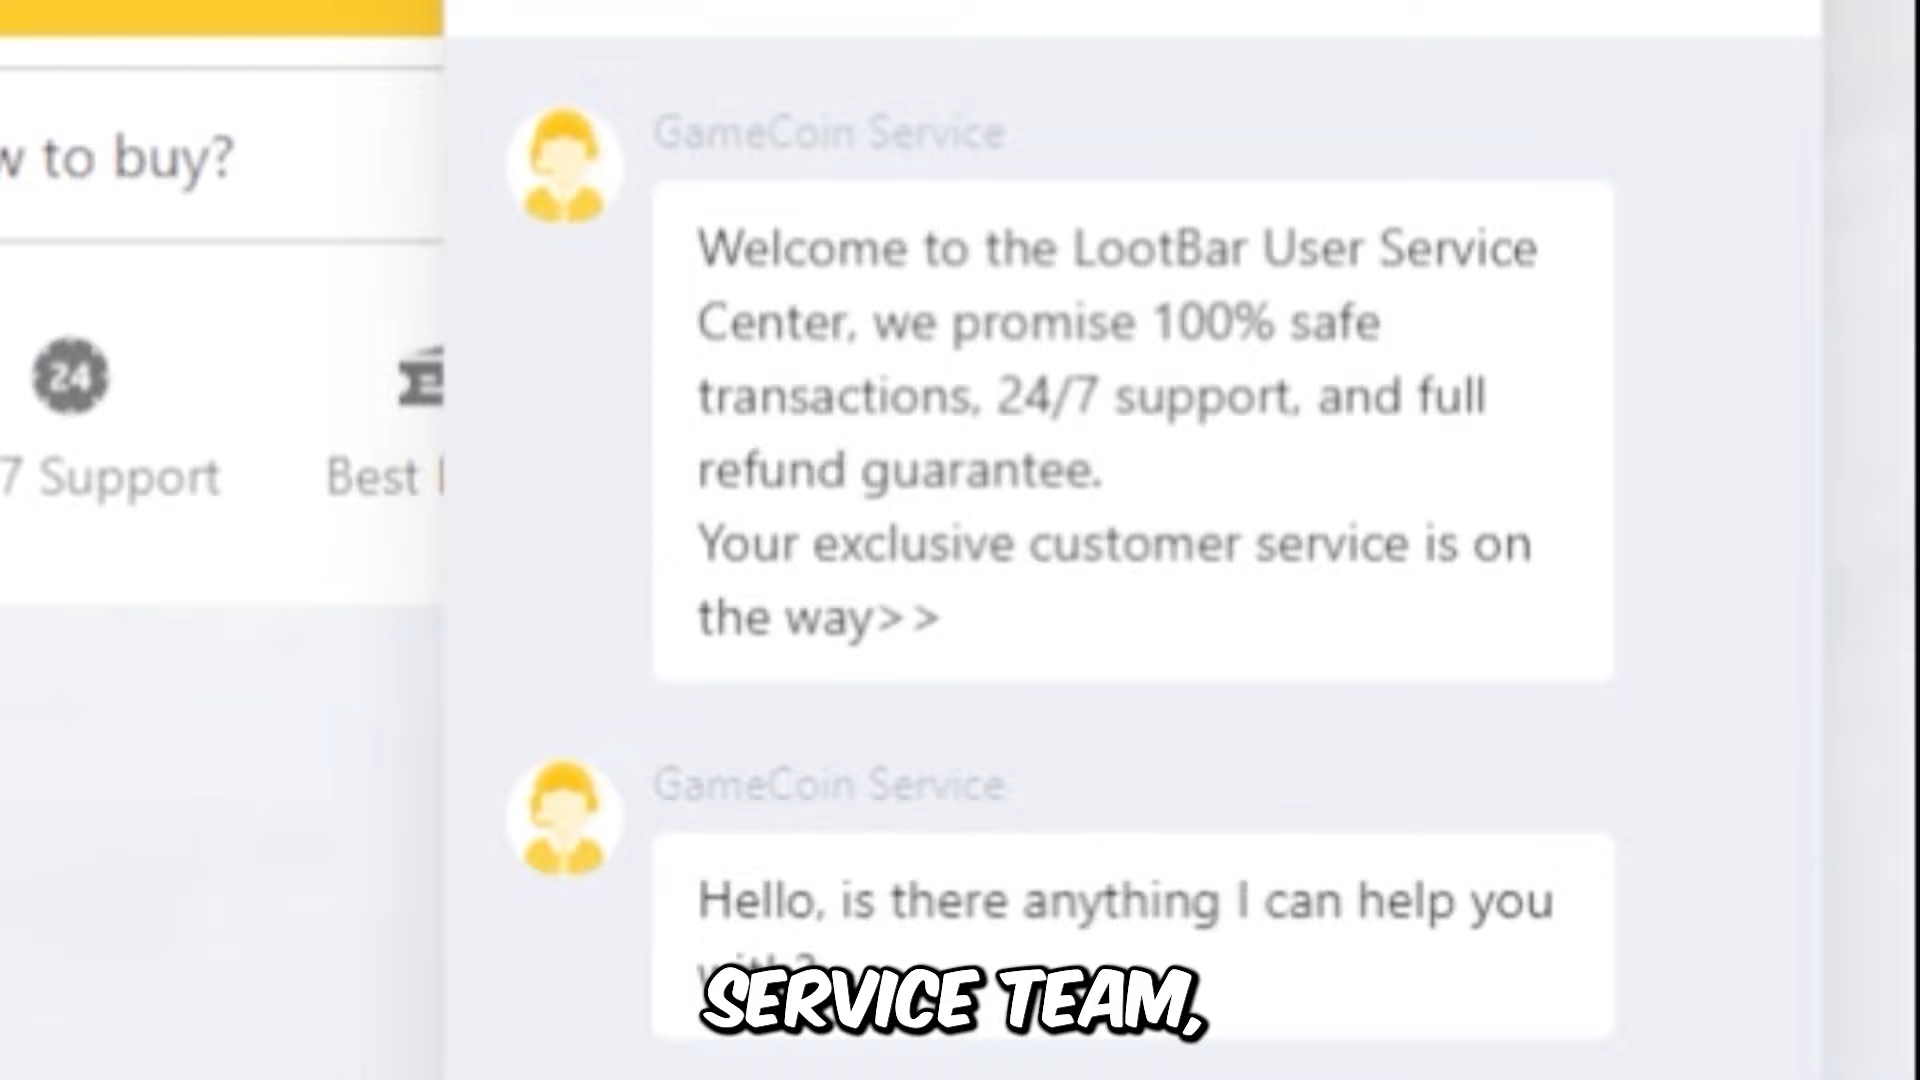 w to buy?
24
7 Support
Best
GameCoin Service
Welcome to the LootBar User Service
Center, we promise 100% safe
transactions, 24/7 support, and full
refund guarantee.
Your exclusive customer service is on
the way>>
GameCoin Service
Hello, is there anything I can help you
SERVICE TEAM,